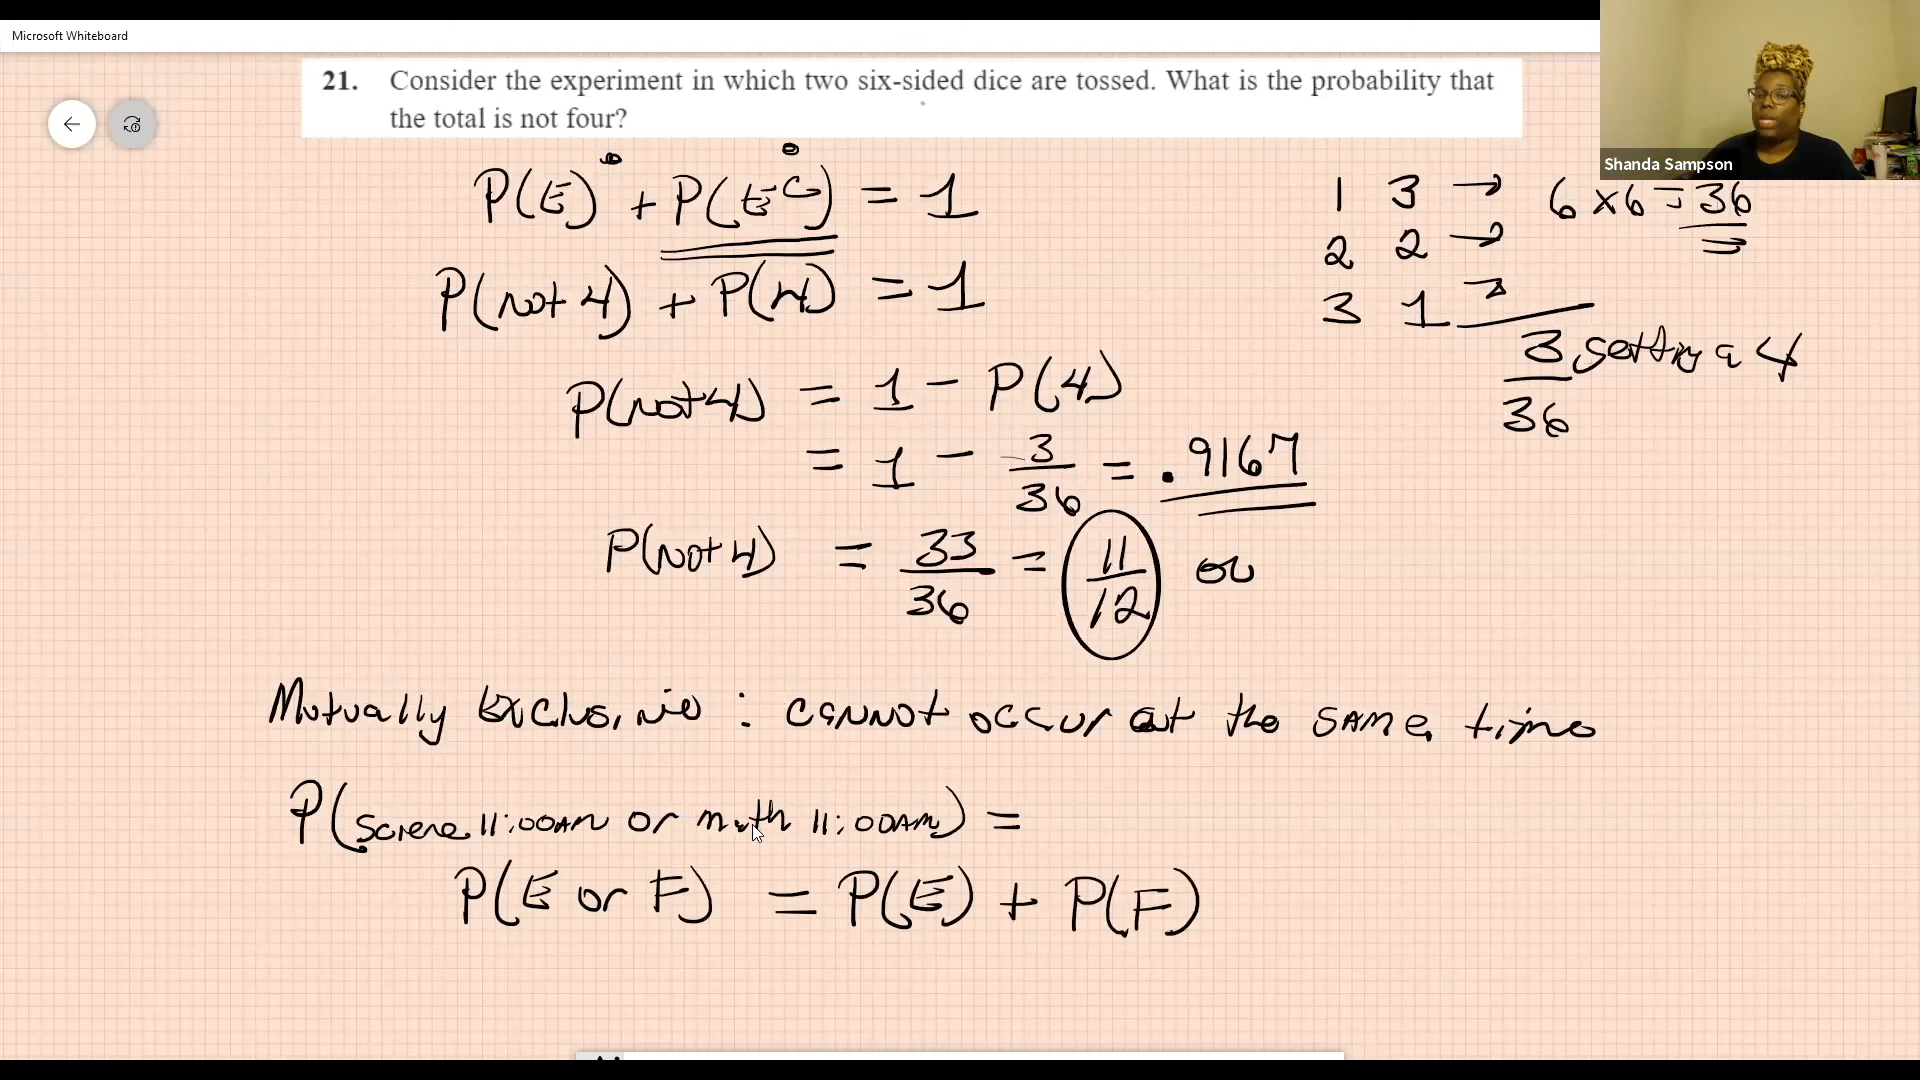 Microsoft Whiteboard
21. Consider the experiment in which two six-sided dice are tossed. What is the probability that
the total is not four?
Shanda Sampson
P(E) + P(E^C) = 1
P(not 4) + P(4) = 1
P(not 4) = 1 - P(4)
= 1 - 3/36 = .9167
P(not 4) = 33/36 = 11/12 or
1 3 → 6 x 6 = 36
2 2 →
3 1 →
3 getting a 4
36
Mutually Exclusive : cannot occur at the same time
P(science 11:00AM or math 11:00AM) =
P(E or F) = P(E) + P(F)